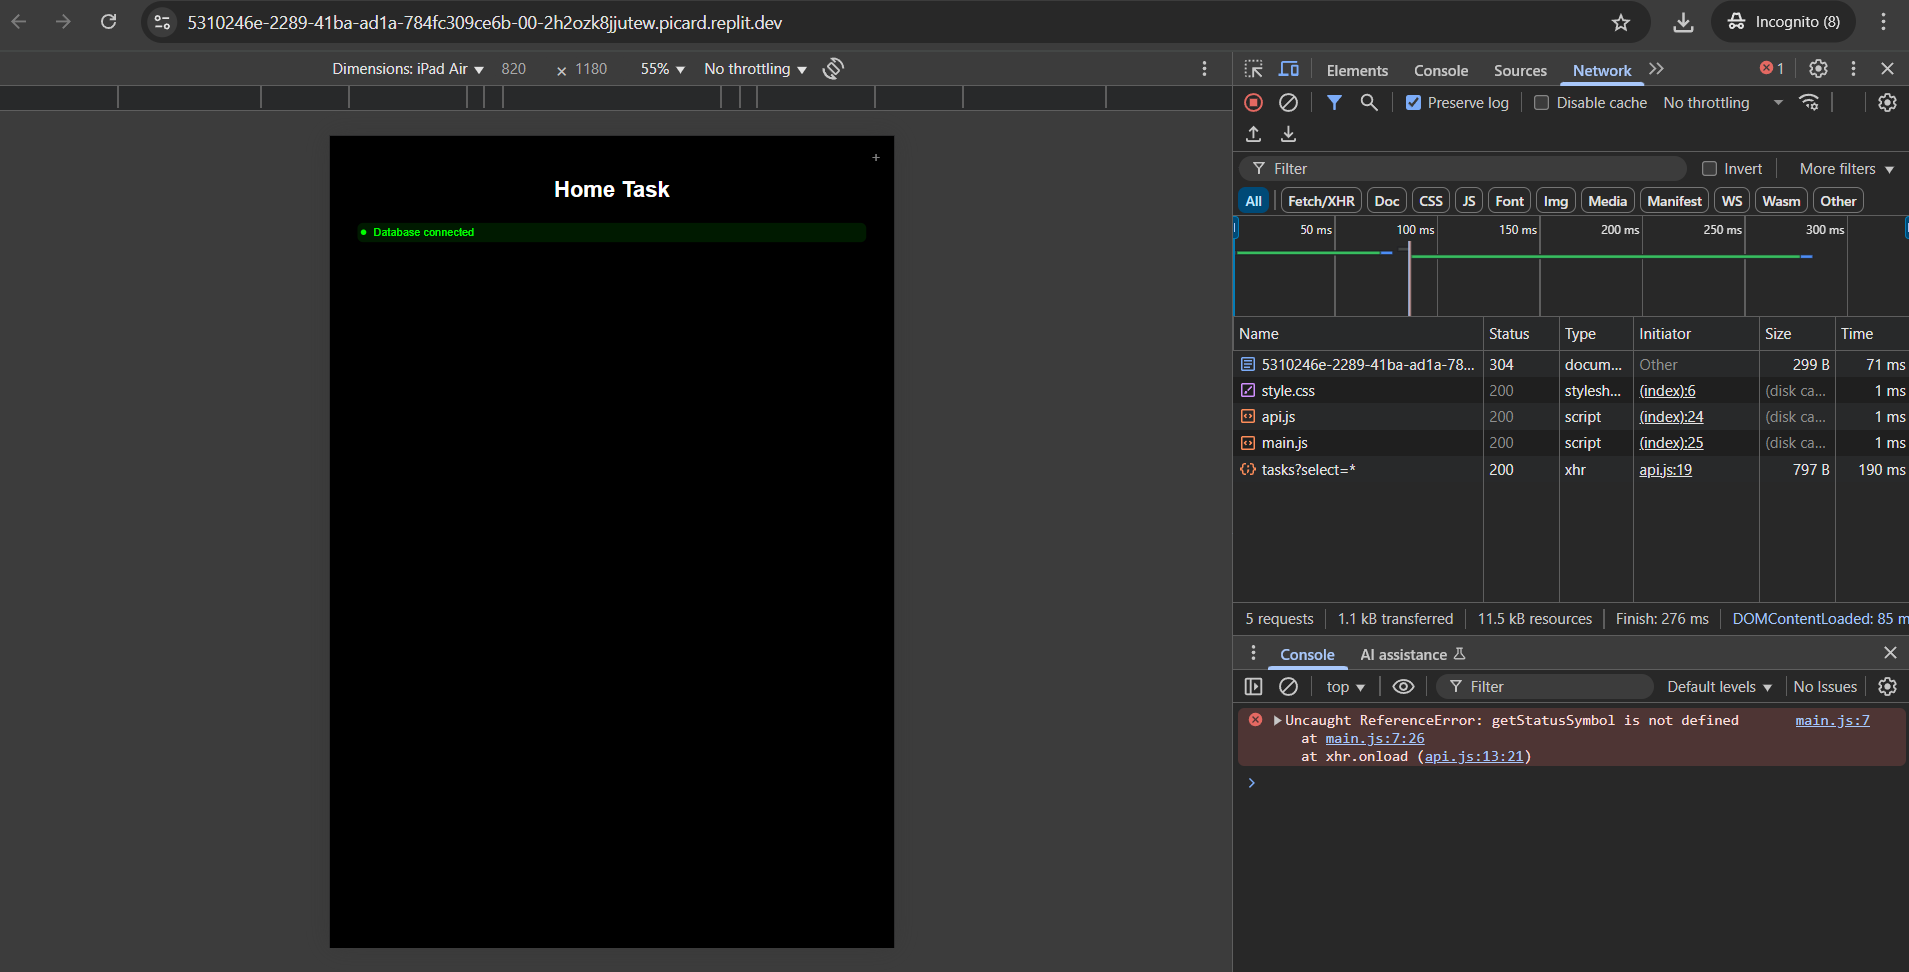 5310246e-2289-41ba-ad1a-784fc309ce6b-00-2h2ozk8jjutew.picard.replit.dev
Incognito (8)
Dimensions: iPad Air 820 × 1180 55% No throttling
Elements Console Sources Network 1
Preserve log Disable cache No throttling
Filter Invert More filters
All Fetch/XHR Doc CSS JS Font Img Media Manifest WS Wasm Other
50 ms 100 ms 150 ms 200 ms 250 ms 300 ms
Name Status Type Initiator Size Time
5310246e-2289-41ba-ad1a-78... 304 docum... Other 299 B 71 ms
style.css 200 stylesh... (index):6 (disk ca... 1 ms
api.js 200 script (index):24 (disk ca... 1 ms
main.js 200 script (index):25 (disk ca... 1 ms
tasks?select=* 200 xhr api.js:19 797 B 190 ms
5 requests 1.1 kB transferred 11.5 kB resources Finish: 276 ms DOMContentLoaded: 85 m
Console AI assistance
top Filter Default levels No Issues
Uncaught ReferenceError: getStatusSymbol is not defined main.js:7
at main.js:7:26
at xhr.onload (api.js:13:21)
+
Home Task
Database connected